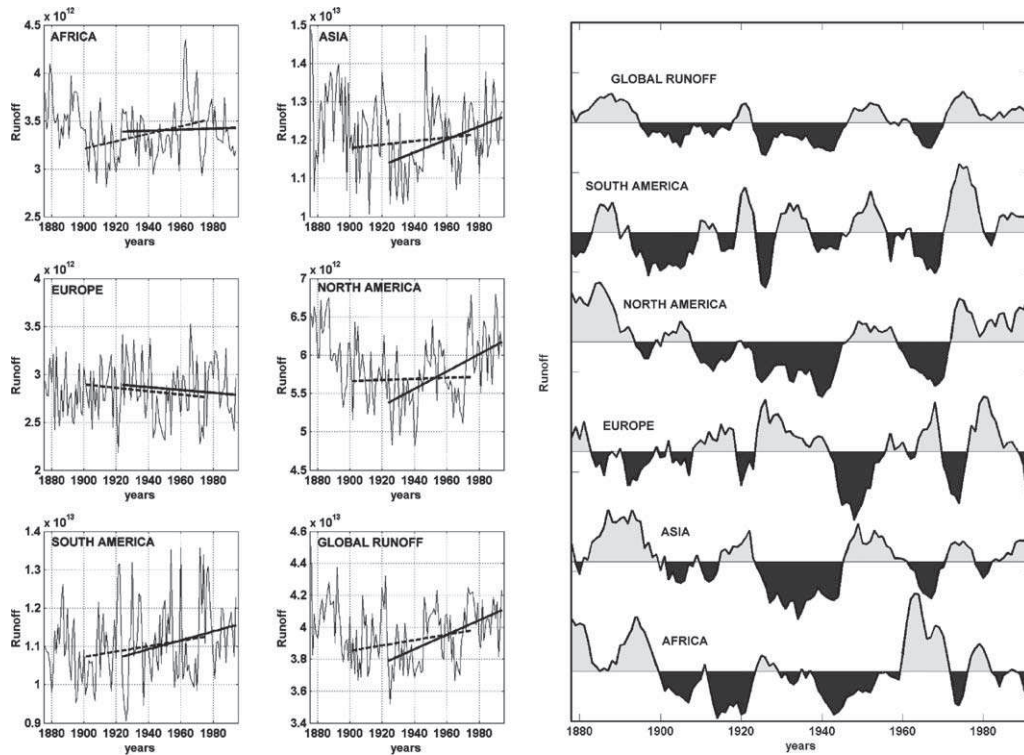 x 10¹²
AFRICA
4.5
4
3.5
3
2.5
Runoff
1880 1900 1920 1940 1960 1980
years
x 10¹³
ASIA
1.5
1.4
1.3
1.2
1.1
1
Runoff
1880 1900 1920 1940 1960 1980
years
x 10¹²
EUROPE
4
3.5
3
2.5
2
Runoff
1880 1900 1920 1940 1960 1980
years
x 10¹²
NORTH AMERICA
7
6.5
6
5.5
5
4.5
Runoff
1880 1900 1920 1940 1960 1980
years
x 10¹³
SOUTH AMERICA
1.4
1.3
1.2
1.1
1
0.9
Runoff
1880 1900 1920 1940 1960 1980
years
x 10¹³
GLOBAL RUNOFF
4.6
4.4
4.2
4
3.8
3.6
3.4
Runoff
1880 1900 1920 1940 1960 1980
years
GLOBAL RUNOFF
SOUTH AMERICA
NORTH AMERICA
EUROPE
ASIA
AFRICA
Runoff
1880 1900 1920 1940 1960 1980
years